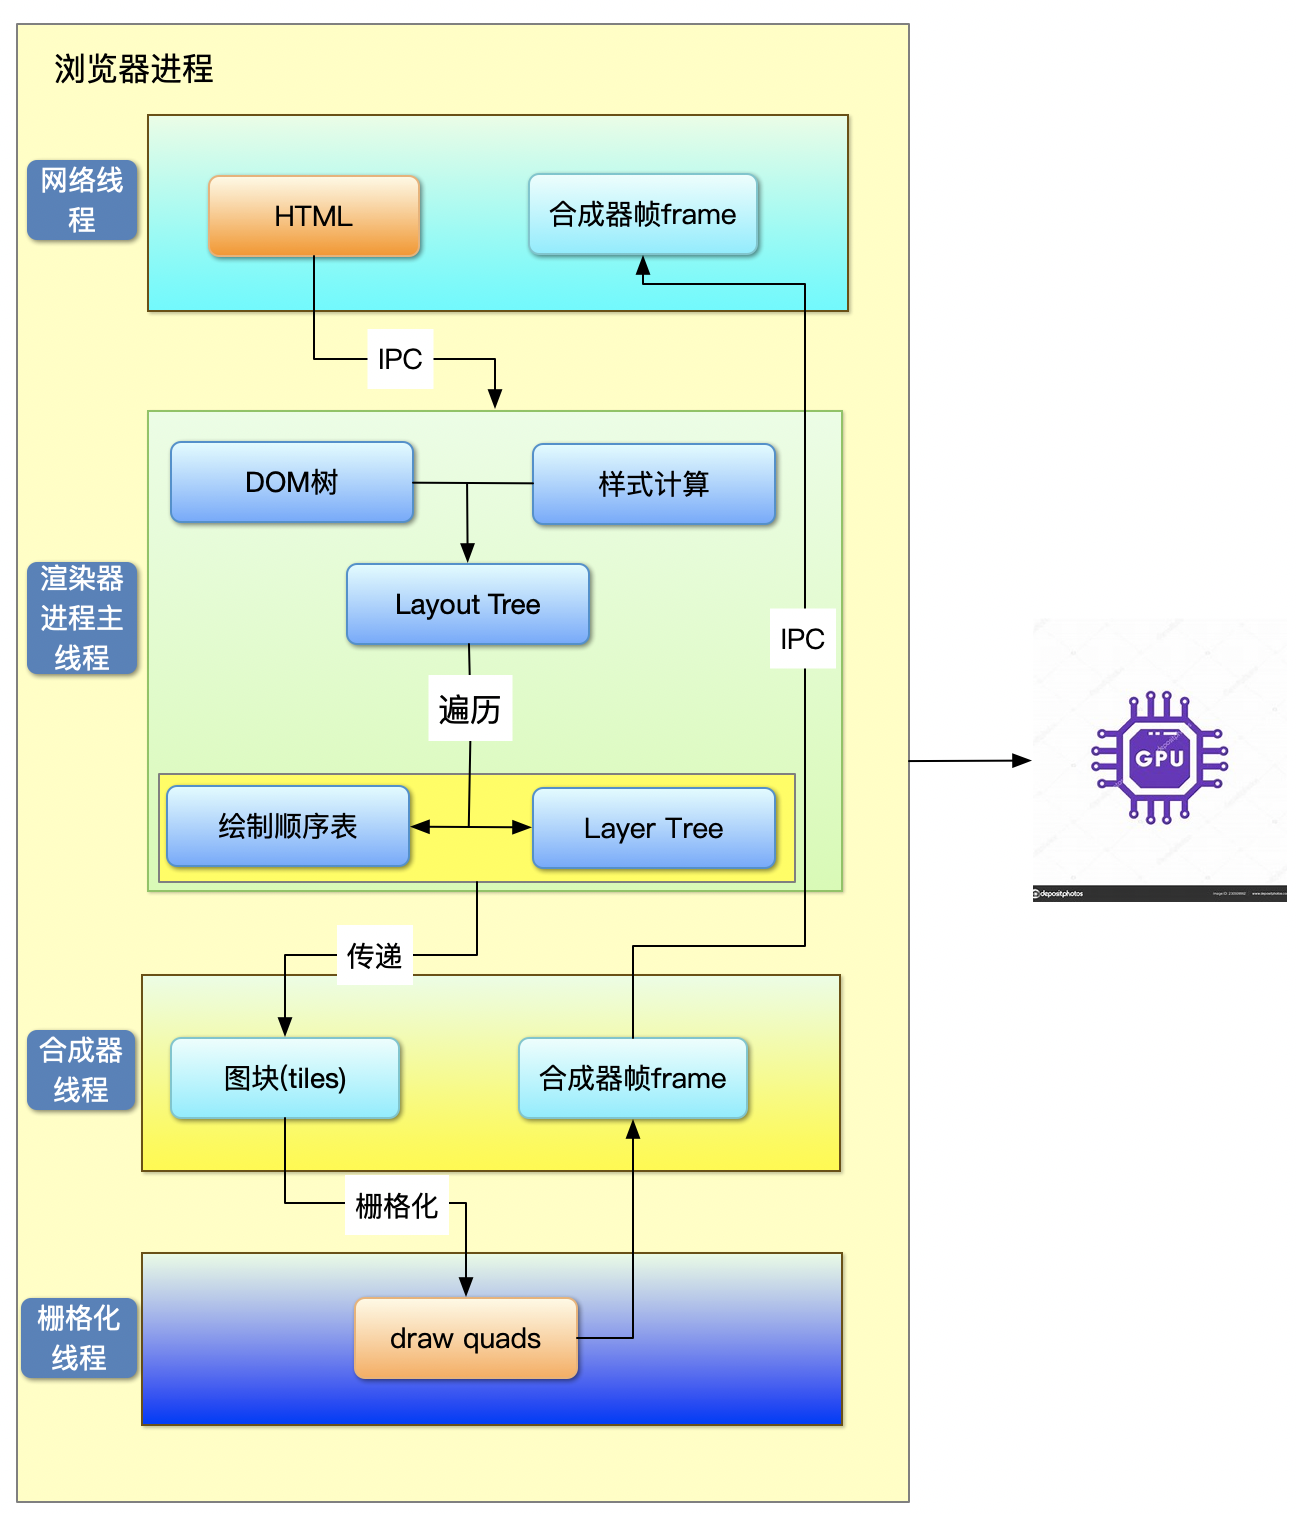 浏览器进程
网络线
程
HTML
合成器帧frame
IPC
DOM树
样式计算
渲染器
进程主
线程
Layout Tree
IPC
遍历
绘制顺序表
Layer Tree
GPU
depositphotos
传递
合成器
线程
图块(tiles)
合成器帧frame
栅格化
栅格化
线程
draw quads